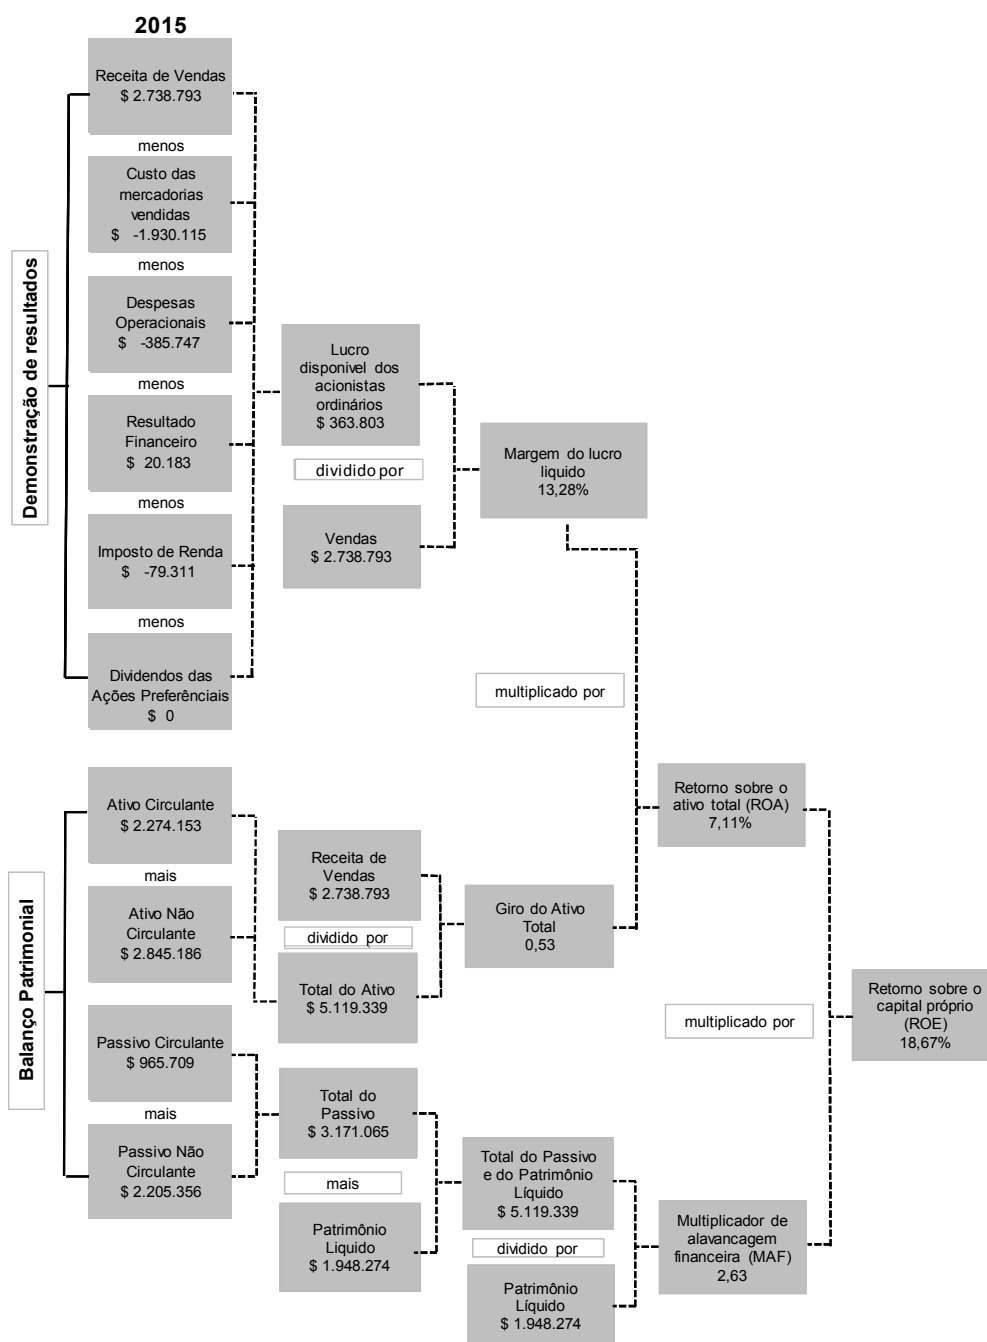 2015
Demonstração de resultados
Receita de Vendas
$ 2.738.793
menos
Custo das
mercadorias
vendidas
$ -1.930.115
menos
Despesas
Operacionais
$ -385.747
menos
Resultado
Financeiro
$ 20.183
menos
Imposto de Renda
$ -79.311
menos
Dividendos das
Ações Preferênciais
$ 0
Lucro
disponivel dos
acionistas
ordinários
$ 363.803
dividido por
Vendas
$ 2.738.793
Margem do lucro
liquido
13,28%
multiplicado por
Balanço Patrimonial
Ativo Circulante
$ 2.274.153
mais
Ativo Não
Circulante
$ 2.845.186
Passivo Circulante
$ 965.709
mais
Passivo Não
Circulante
$ 2.205.356
Receita de
Vendas
$ 2.738.793
dividido por
Total do Ativo
$ 5.119.339
Giro do Ativo
Total
0,53
Retorno sobre o
ativo total (ROA)
7,11%
Total do
Passivo
$ 3.171.065
mais
Patrimônio
Liquido
$ 1.948.274
Total do Passivo
e do Patrimônio
Líquido
$ 5.119.339
dividido por
Patrimônio
Líquido
$ 1.948.274
Multiplicador de
alavancagem
financeira (MAF)
2,63
multiplicado por
Retorno sobre o
capital próprio
(ROE)
18,67%